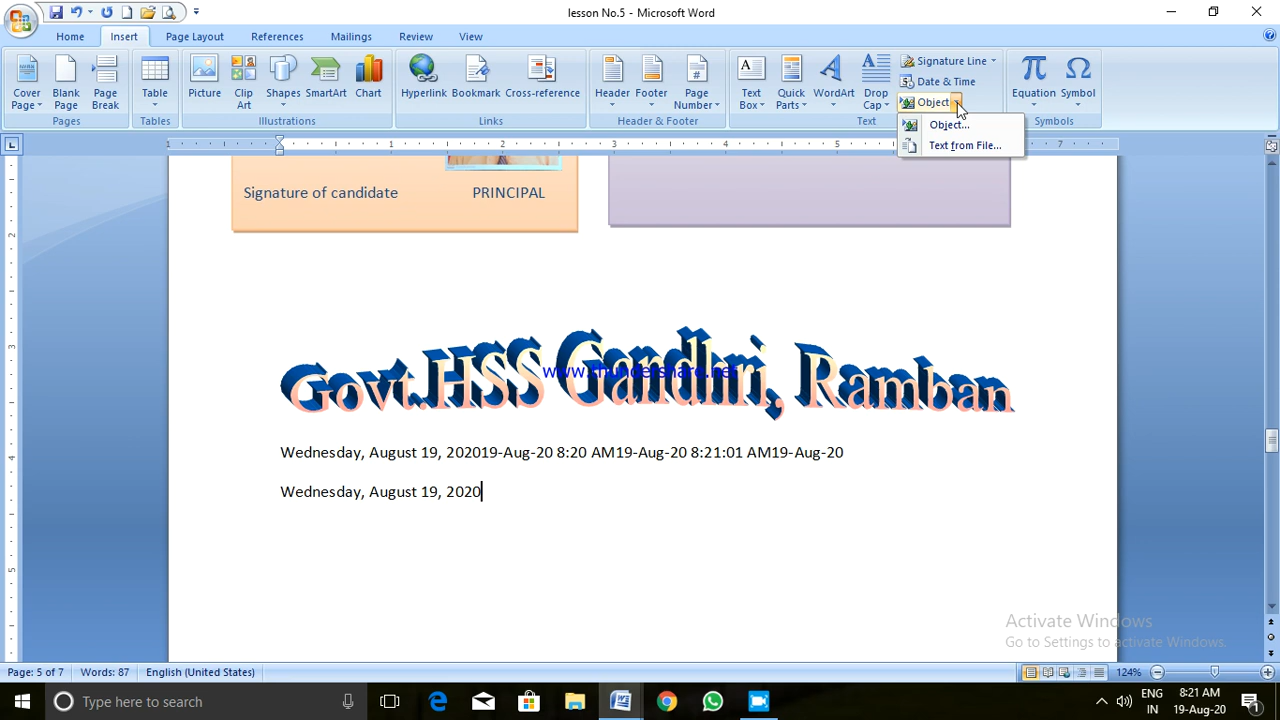 lesson No.5 - Microsoft Word
Home Insert Page Layout References Mailings Review View
Cover Page Blank Page Page Break
Pages
Table
Tables
Picture Clip Art Shapes SmartArt Chart
Illustrations
Hyperlink Bookmark Cross-reference
Links
Header Footer Page Number
Header & Footer
Text Box Quick Parts WordArt Drop Cap
Signature Line
Date & Time
Object
Text
Equation Symbol
Symbols
Object...
Text from File...
Signature of candidate PRINCIPAL
Govt.HSS Gandhri, Ramban
www.thundershare.net
Wednesday, August 19, 202019-Aug-20 8:20 AM19-Aug-20 8:21:01 AM19-Aug-20
Wednesday, August 19, 2020
Activate Windows
Go to Settings to activate Windows.
Page: 5 of 7 Words: 87 English (United States) 124%
Type here to search
ENG IN
8:21 AM
19-Aug-20